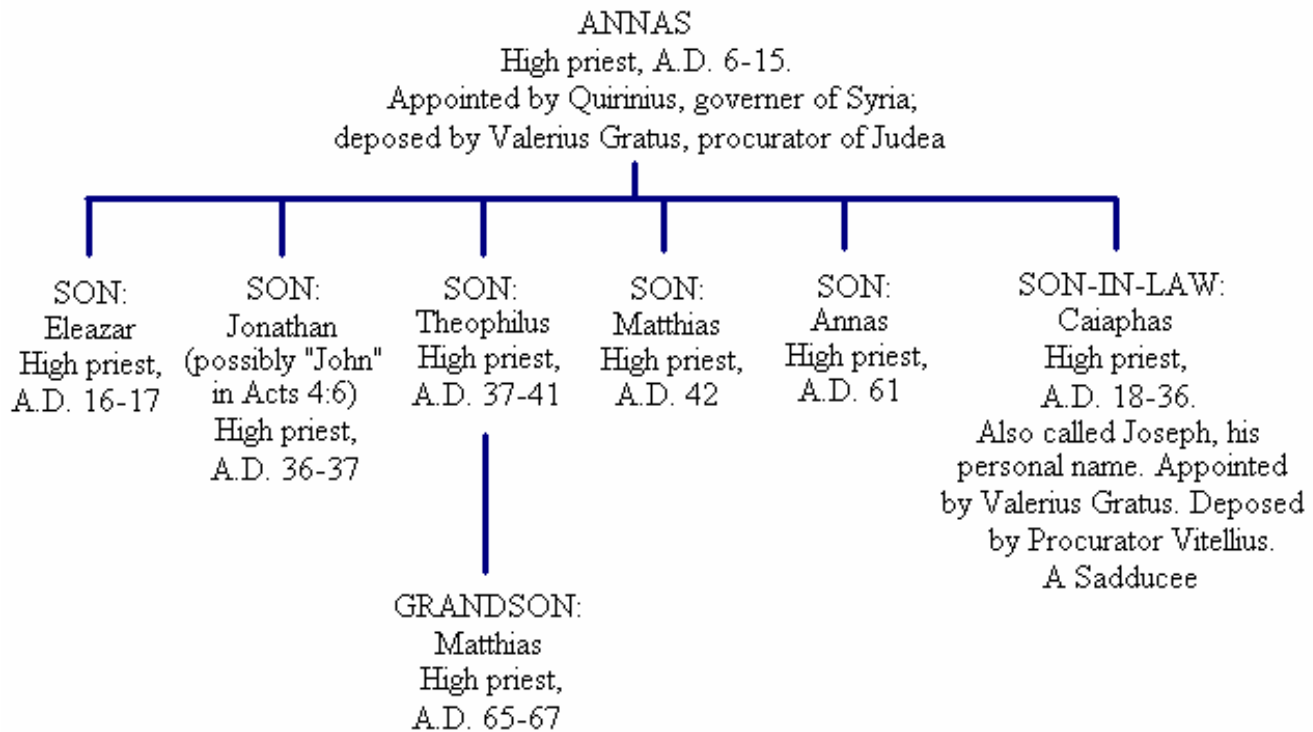 ANNAS
High priest, A.D. 6-15.
Appointed by Quirinius, governer of Syria;
deposed by Valerius Gratus, procurator of Judea
SON:
Eleazar
High priest,
A.D. 16-17
SON:
Jonathan
(possibly "John"
in Acts 4:6)
High priest,
A.D. 36-37
SON:
Theophilus
High priest,
A.D. 37-41
SON:
Matthias
High priest,
A.D. 42
SON:
Annas
High priest,
A.D. 61
SON-IN-LAW:
Caiaphas
High priest,
A.D. 18-36.
Also called Joseph, his
personal name. Appointed
by Valerius Gratus. Deposed
by Procurator Vitellius.
A Sadducee
GRANDSON:
Matthias
High priest,
A.D. 65-67